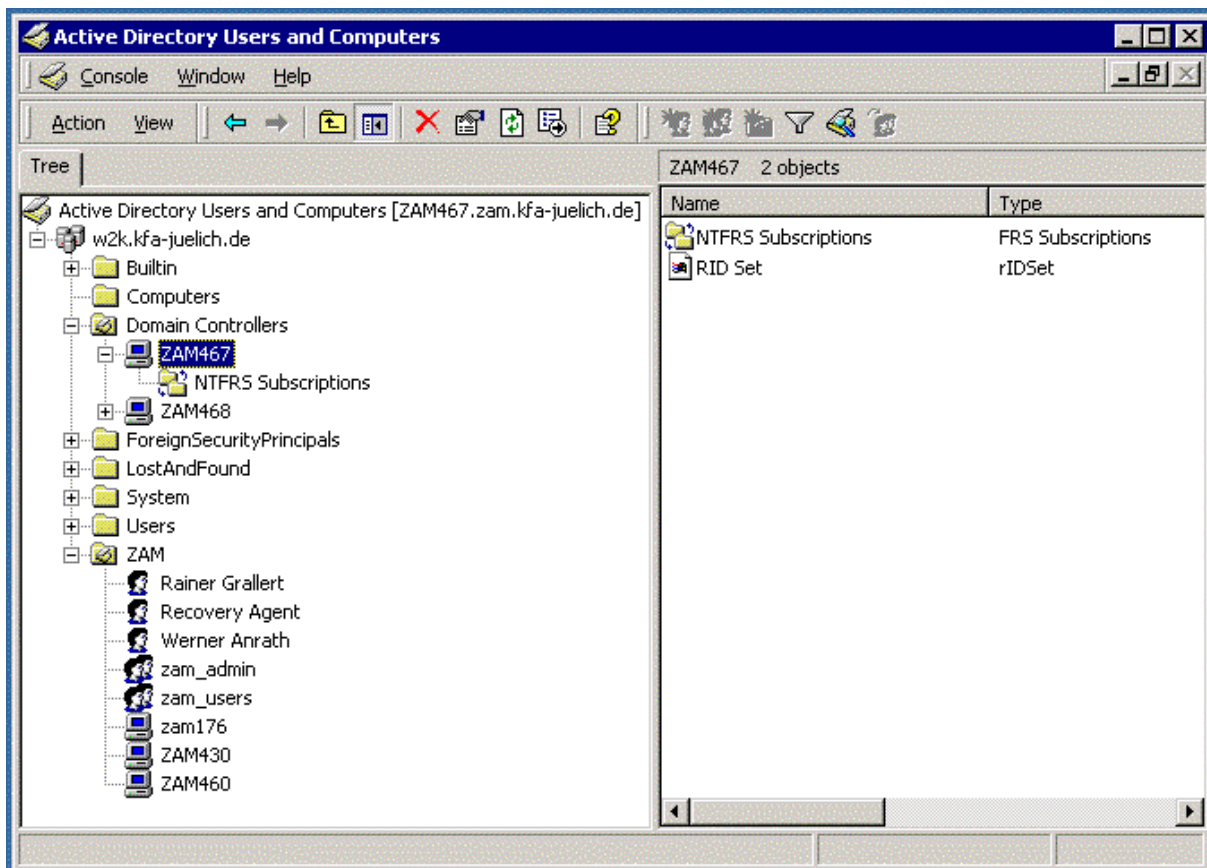 Active Directory Users and Computers
Console Window Help
Action View
Tree
ZAM467 2 objects
Active Directory Users and Computers [ZAM467.zam.kfa-juelich.de]
w2k.kfa-juelich.de
Builtin
Computers
Domain Controllers
ZAM467
NTFRS Subscriptions
ZAM468
ForeignSecurityPrincipals
LostAndFound
System
Users
ZAM
Rainer Grallert
Recovery Agent
Werner Anrath
zam_admin
zam_users
zam176
ZAM430
ZAM460
Name Type
NTFRS Subscriptions FRS Subscriptions
RID Set rIDSet